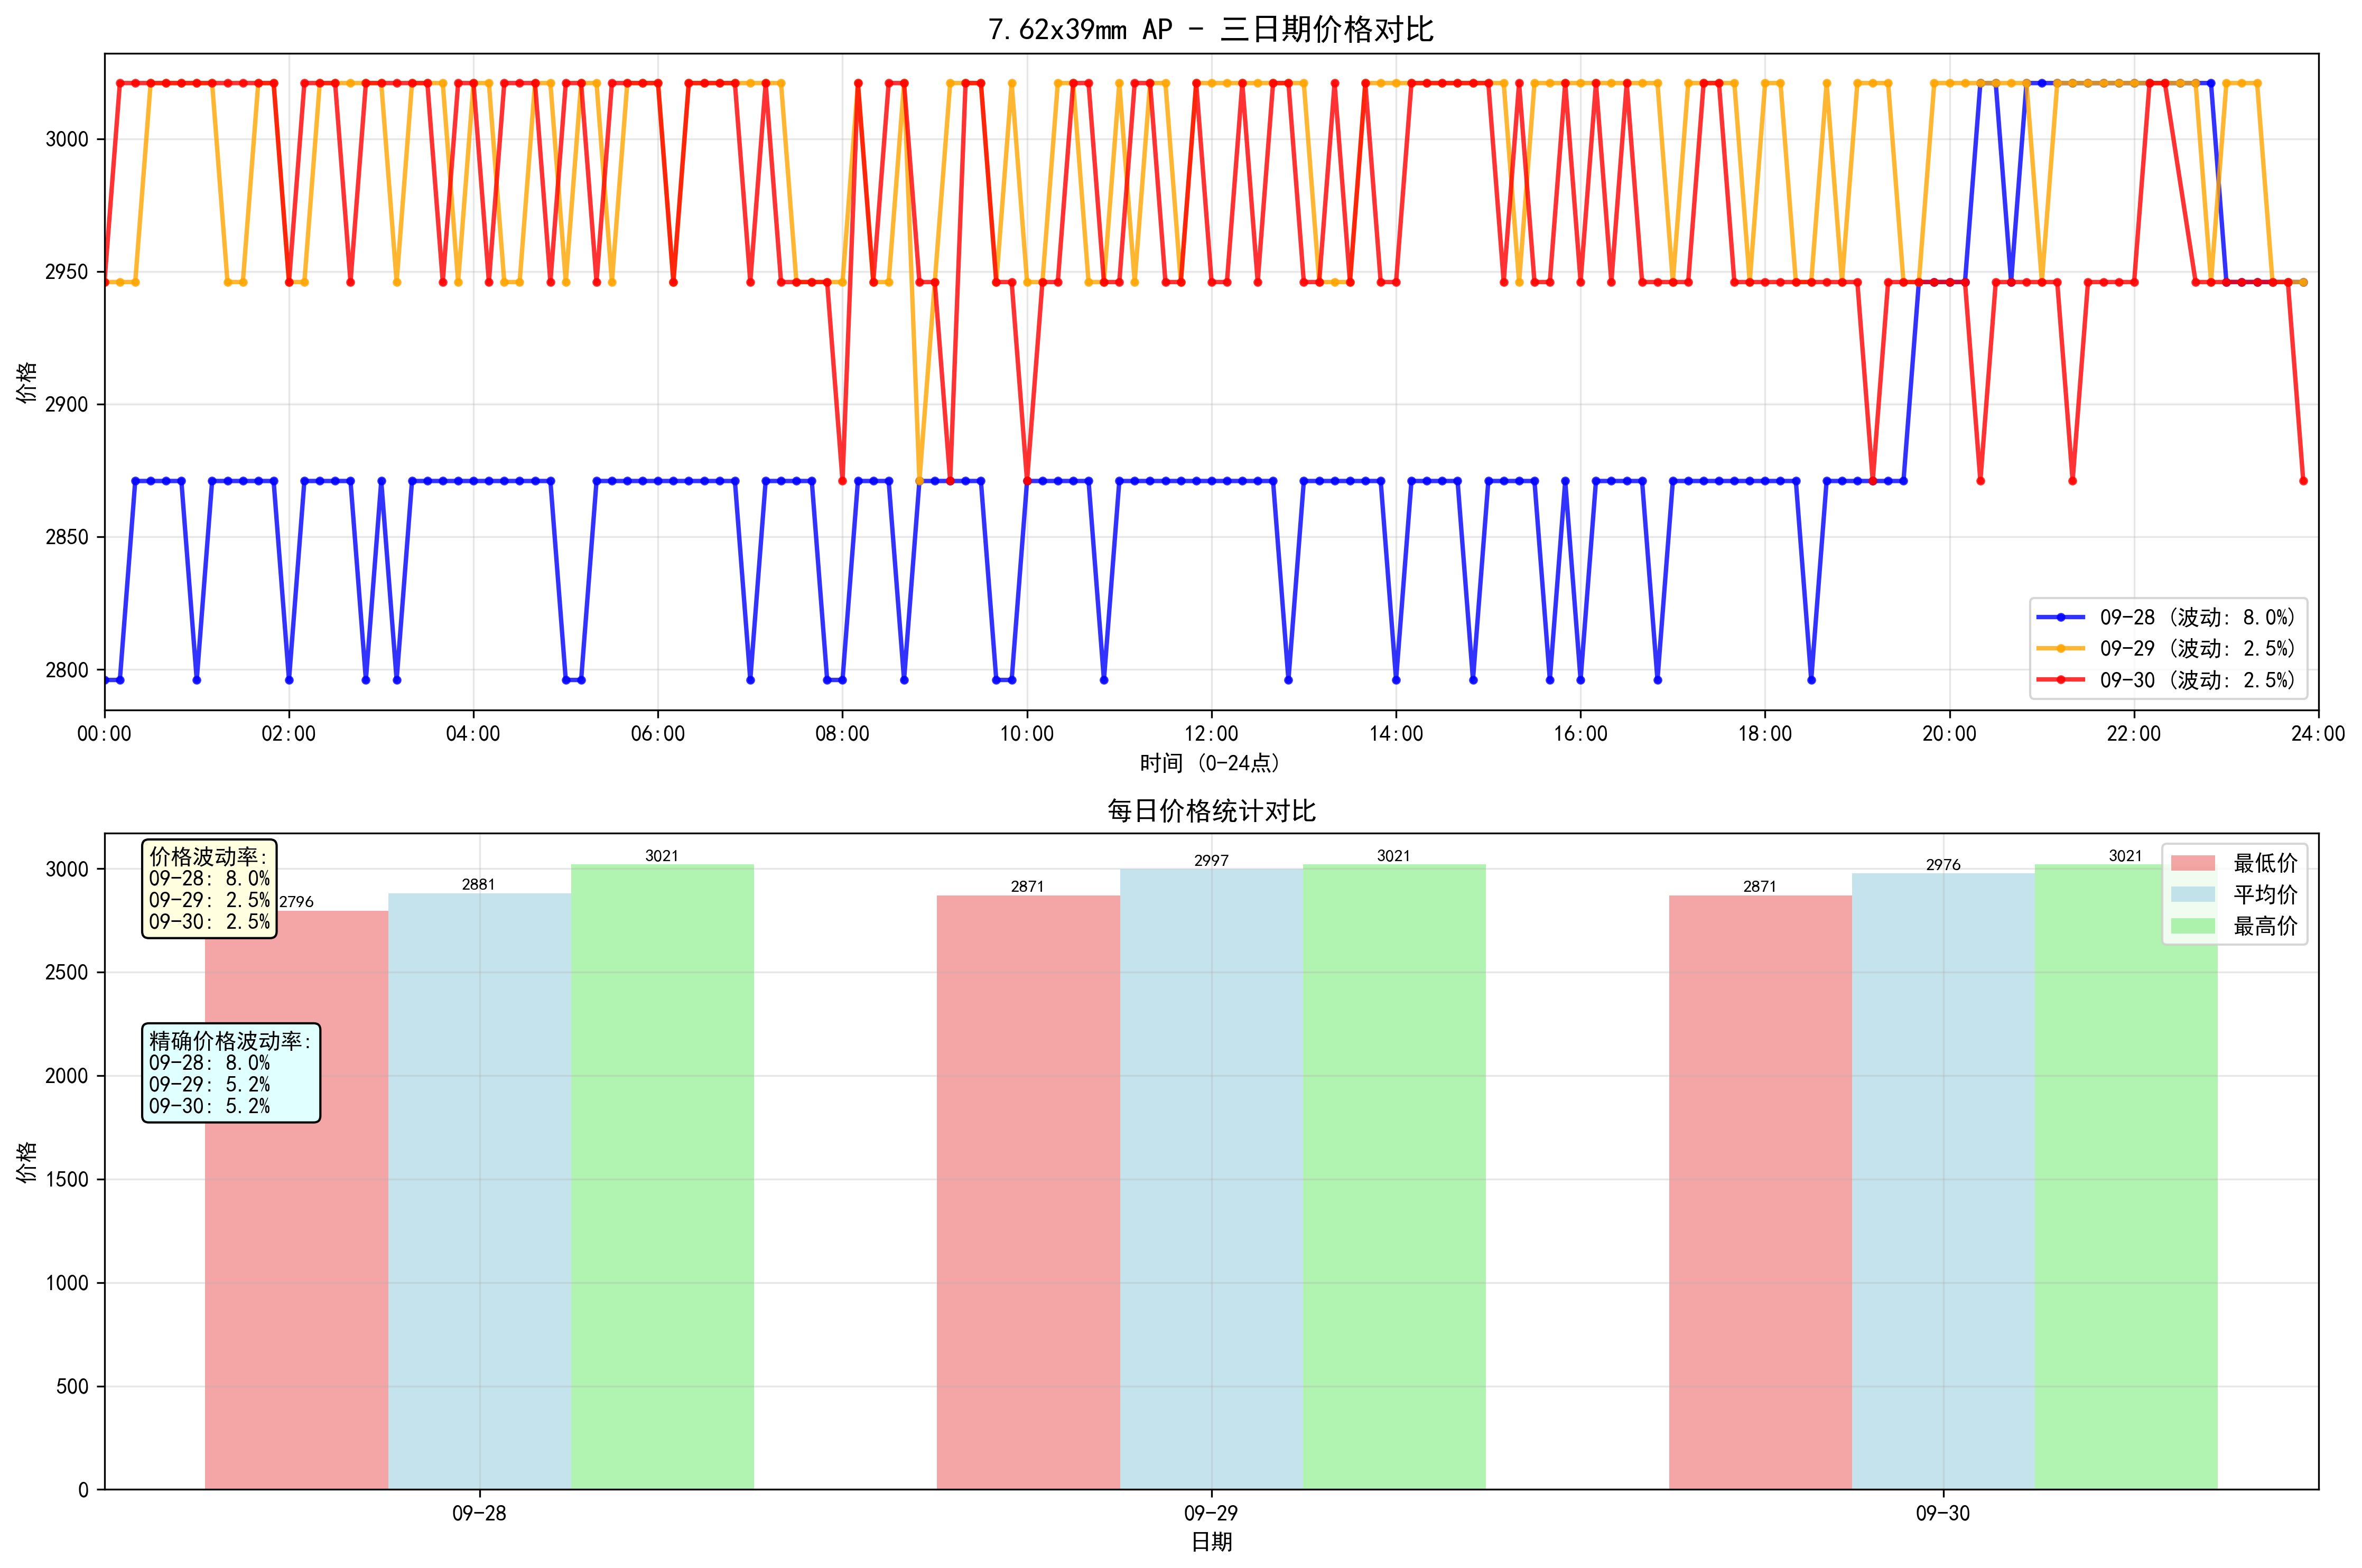 7.62x39mm AP - 三日期价格对比
价格
3000
2950
2900
2850
2800
09-28 (波动: 8.0%)
09-29 (波动: 2.5%)
09-30 (波动: 2.5%)
00:00 02:00 04:00 06:00 08:00 10:00 12:00 14:00 16:00 18:00 20:00 22:00 24:00
时间 (0-24点)
每日价格统计对比
价格
3000
2500
2000
1500
1000
500
0
价格波动率:
09-28: 8.0%
09-29: 2.5%
09-30: 2.5%
精确价格波动率:
09-28: 8.0%
09-29: 5.2%
09-30: 5.2%
2796 2881 3021 2871 2997 3021 2871 2976 3021
最低价
平均价
最高价
09-28 09-29 09-30
日期